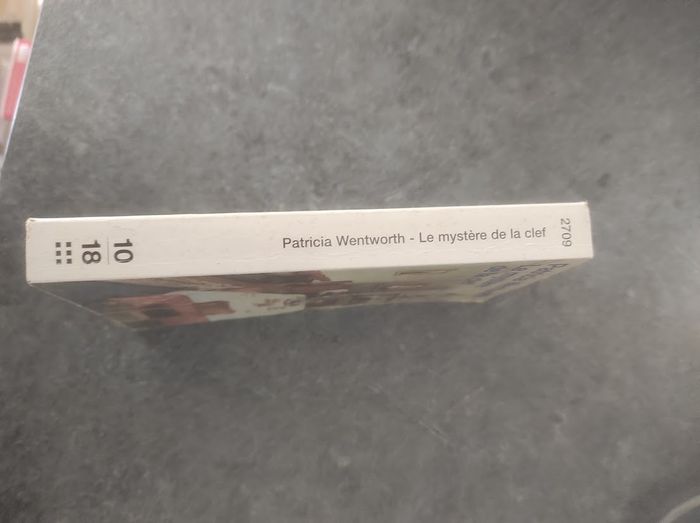 Patricia Wentworth - Le mystère de la clef
2709
10
18